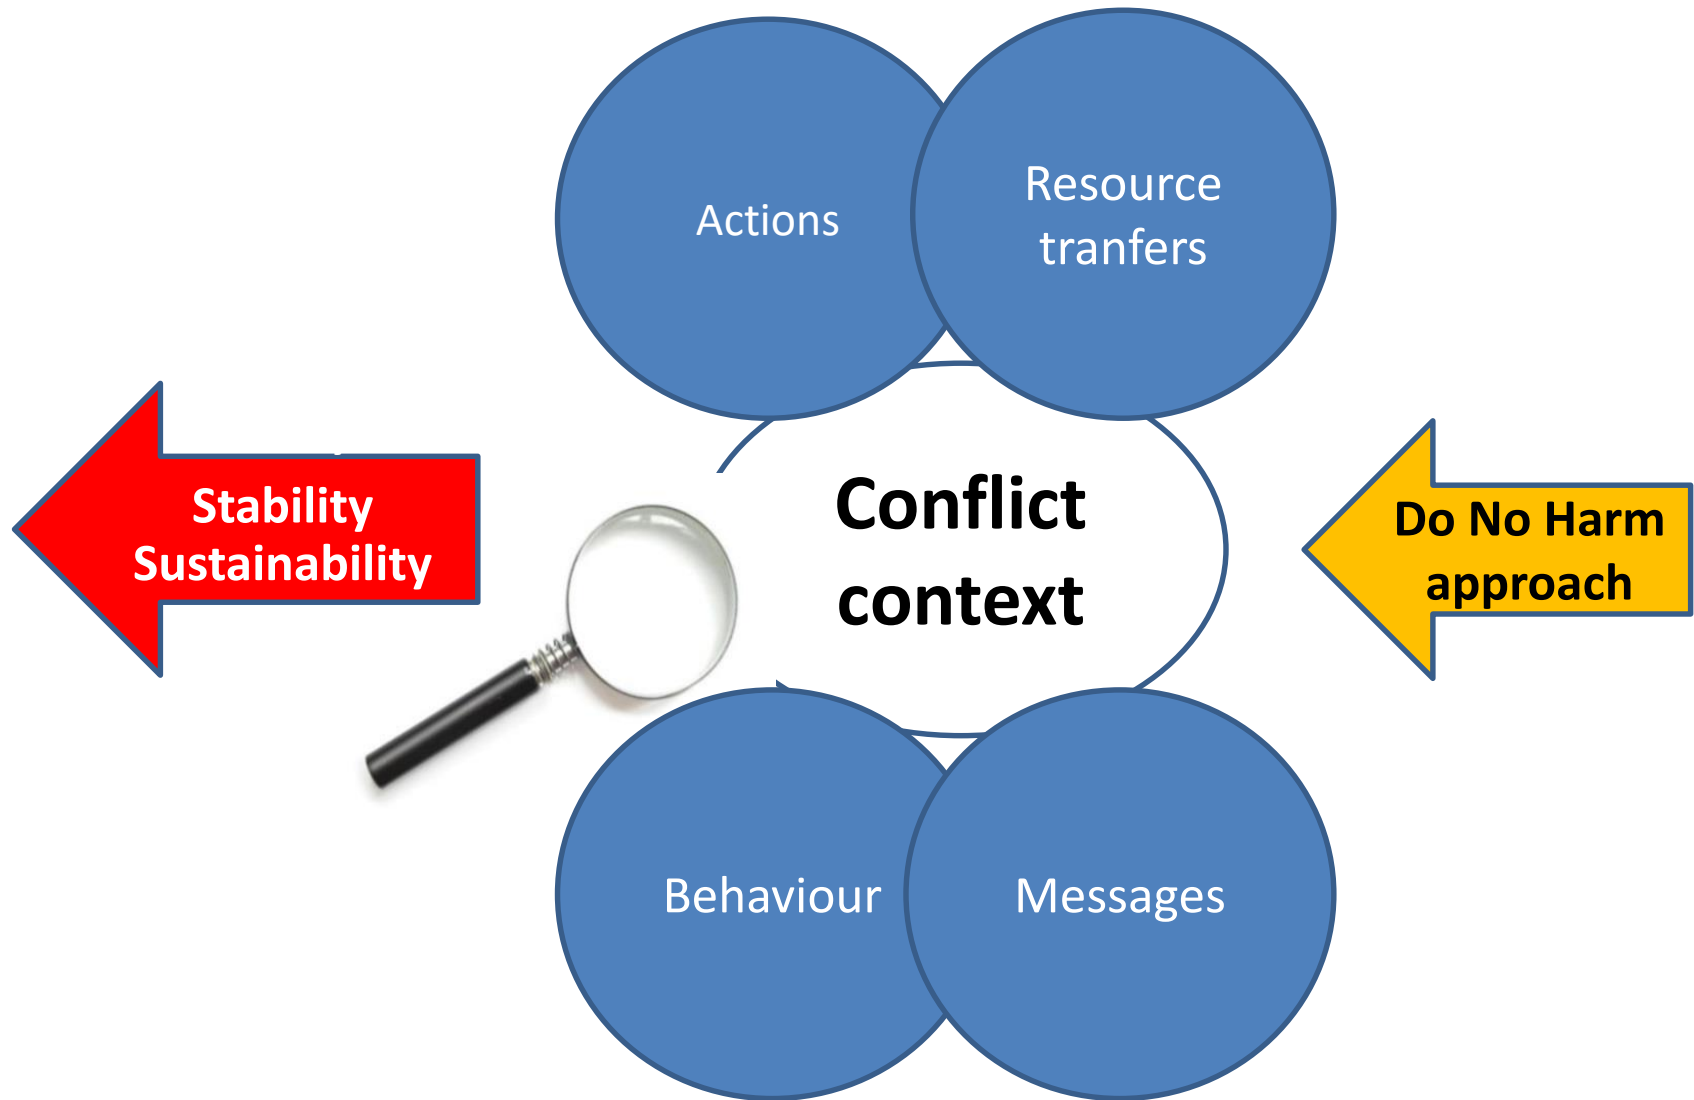 Actions
Resource
tranfers
Stability
Sustainability
Conflict
context
Do No Harm
approach
Behaviour
Messages